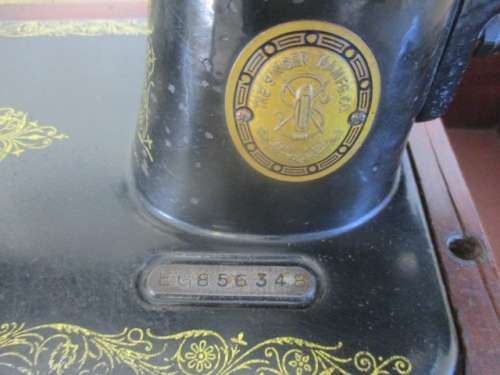 THE SINGER MANFG. CO.
EG856348